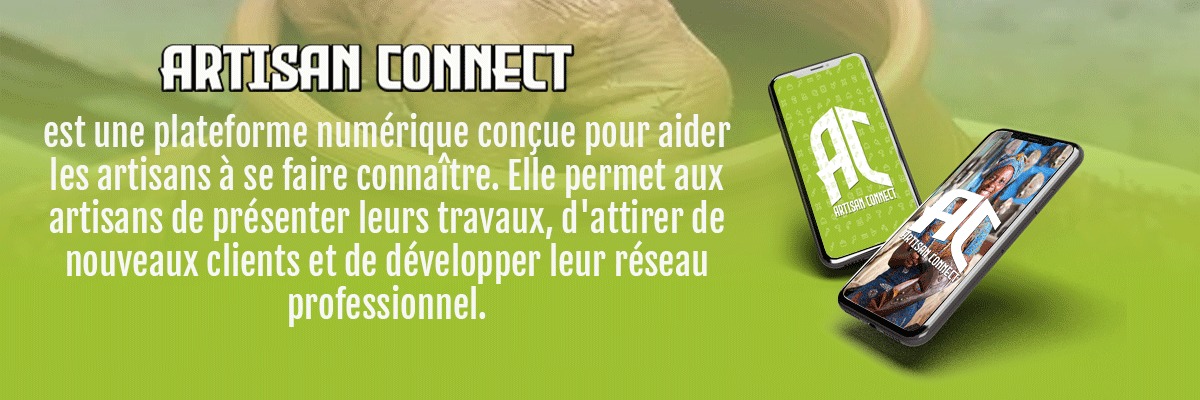 ARTISAN CONNECT
est une plateforme numérique conçue pour aider
les artisans à se faire connaître. Elle permet aux
artisans de présenter leurs travaux, d'attirer de
nouveaux clients et de développer leur réseau
professionnel.
AC
ARTISAN CONNECT
AC
ARTISAN CONNECT